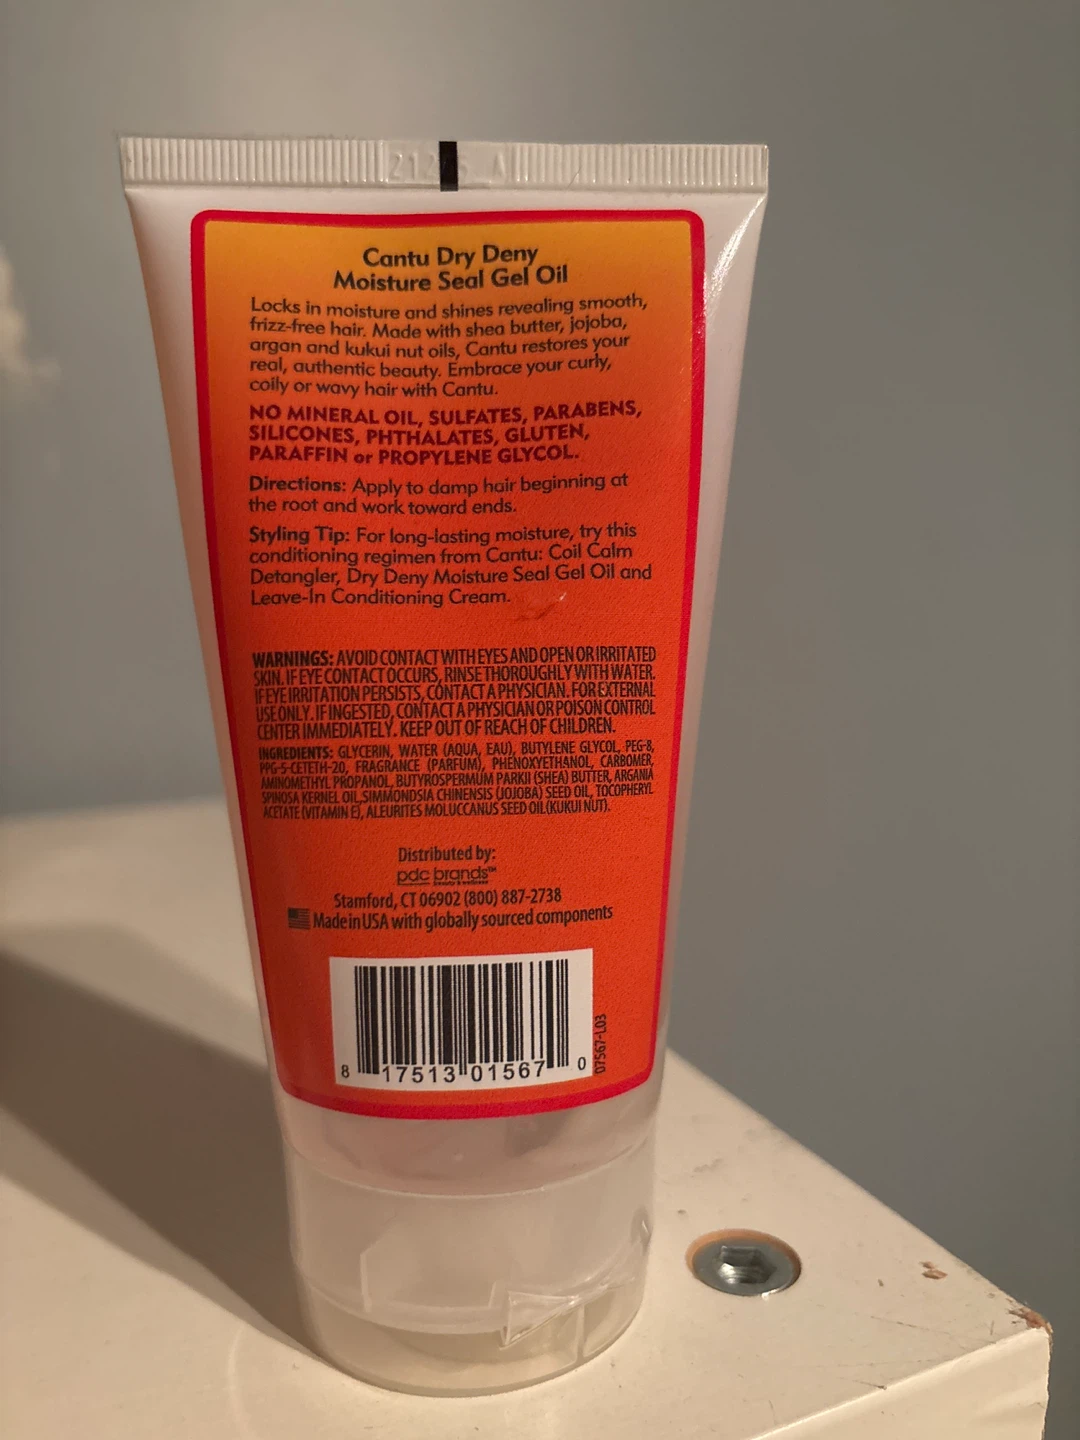 Cantu Dry Deny
Moisture Seal Gel Oil
Locks in moisture and shines revealing smooth,
frizz-free hair. Made with shea butter, jojoba,
argan and kukui nut oils, Cantu restores your
real, authentic beauty. Embrace your curly,
coily or wavy hair with Cantu.
NO MINERAL OIL, SULFATES, PARABENS,
SILICONES, PHTHALATES, GLUTEN,
PARAFFIN or PROPYLENE GLYCOL.
Directions: Apply to damp hair beginning at
the root and work toward ends.
Styling Tip: For long-lasting moisture, try this
conditioning regimen from Cantu: Coil Calm
Detangler, Dry Deny Moisture Seal Gel Oil and
Leave-In Conditioning Cream.
WARNINGS: AVOID CONTACT WITH EYES AND OPEN OR IRRITATED
SKIN. IF EYE CONTACT OCCURS, RINSE THOROUGHLY WITH WATER.
IF EYE IRRITATION PERSISTS, CONTACT A PHYSICIAN. FOR EXTERNAL
USE ONLY. IF INGESTED, CONTACT A PHYSICIAN OR POISON CONTROL
CENTER IMMEDIATELY. KEEP OUT OF REACH OF CHILDREN.
INGREDIENTS: GLYCERIN, WATER (AQUA, EAU), BUTYLENE GLYCOL, PEG-8,
PPG-5-CETETH-20, FRAGRANCE (PARFUM), PHENOXYETHANOL, CARBOMER,
AMINOMETHYL PROPANOL, BUTYROSPERMUM PARKII (SHEA) BUTTER, ARGANIA
SPINOSA KERNEL OIL, SIMMONDSIA CHINENSIS (JOJOBA) SEED OIL, TOCOPHERYL
ACETATE (VITAMIN E), ALEURITES MOLUCCANUS SEED OIL (KUKUI NUT).
Distributed by:
pdc brands™
beauty & wellness
Stamford, CT 06902 (800) 887-2738
Made in USA with globally sourced components
07567-L03
8 17513 01567 0